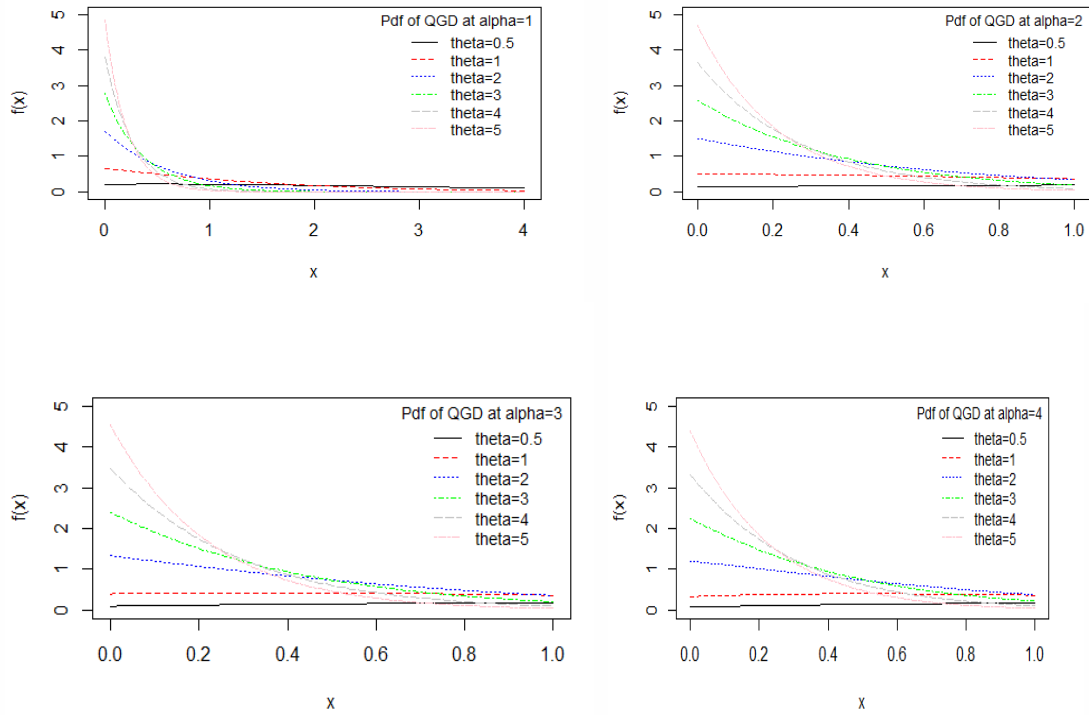 Pdf of QGD at alpha=1
theta=0.5
theta=1
theta=2
theta=3
theta=4
theta=5
f(x)
5
4
3
2
1
0
0 1 2 3 4
x
Pdf of QGD at alpha=2
theta=0.5
theta=1
theta=2
theta=3
theta=4
theta=5
f(x)
5
4
3
2
1
0
0.0 0.2 0.4 0.6 0.8 1.0
x
Pdf of QGD at alpha=3
theta=0.5
theta=1
theta=2
theta=3
theta=4
theta=5
f(x)
5
4
3
2
1
0
0.0 0.2 0.4 0.6 0.8 1.0
x
Pdf of QGD at alpha=4
theta=0.5
theta=1
theta=2
theta=3
theta=4
theta=5
f(x)
5
4
3
2
1
0
0.0 0.2 0.4 0.6 0.8 1.0
x